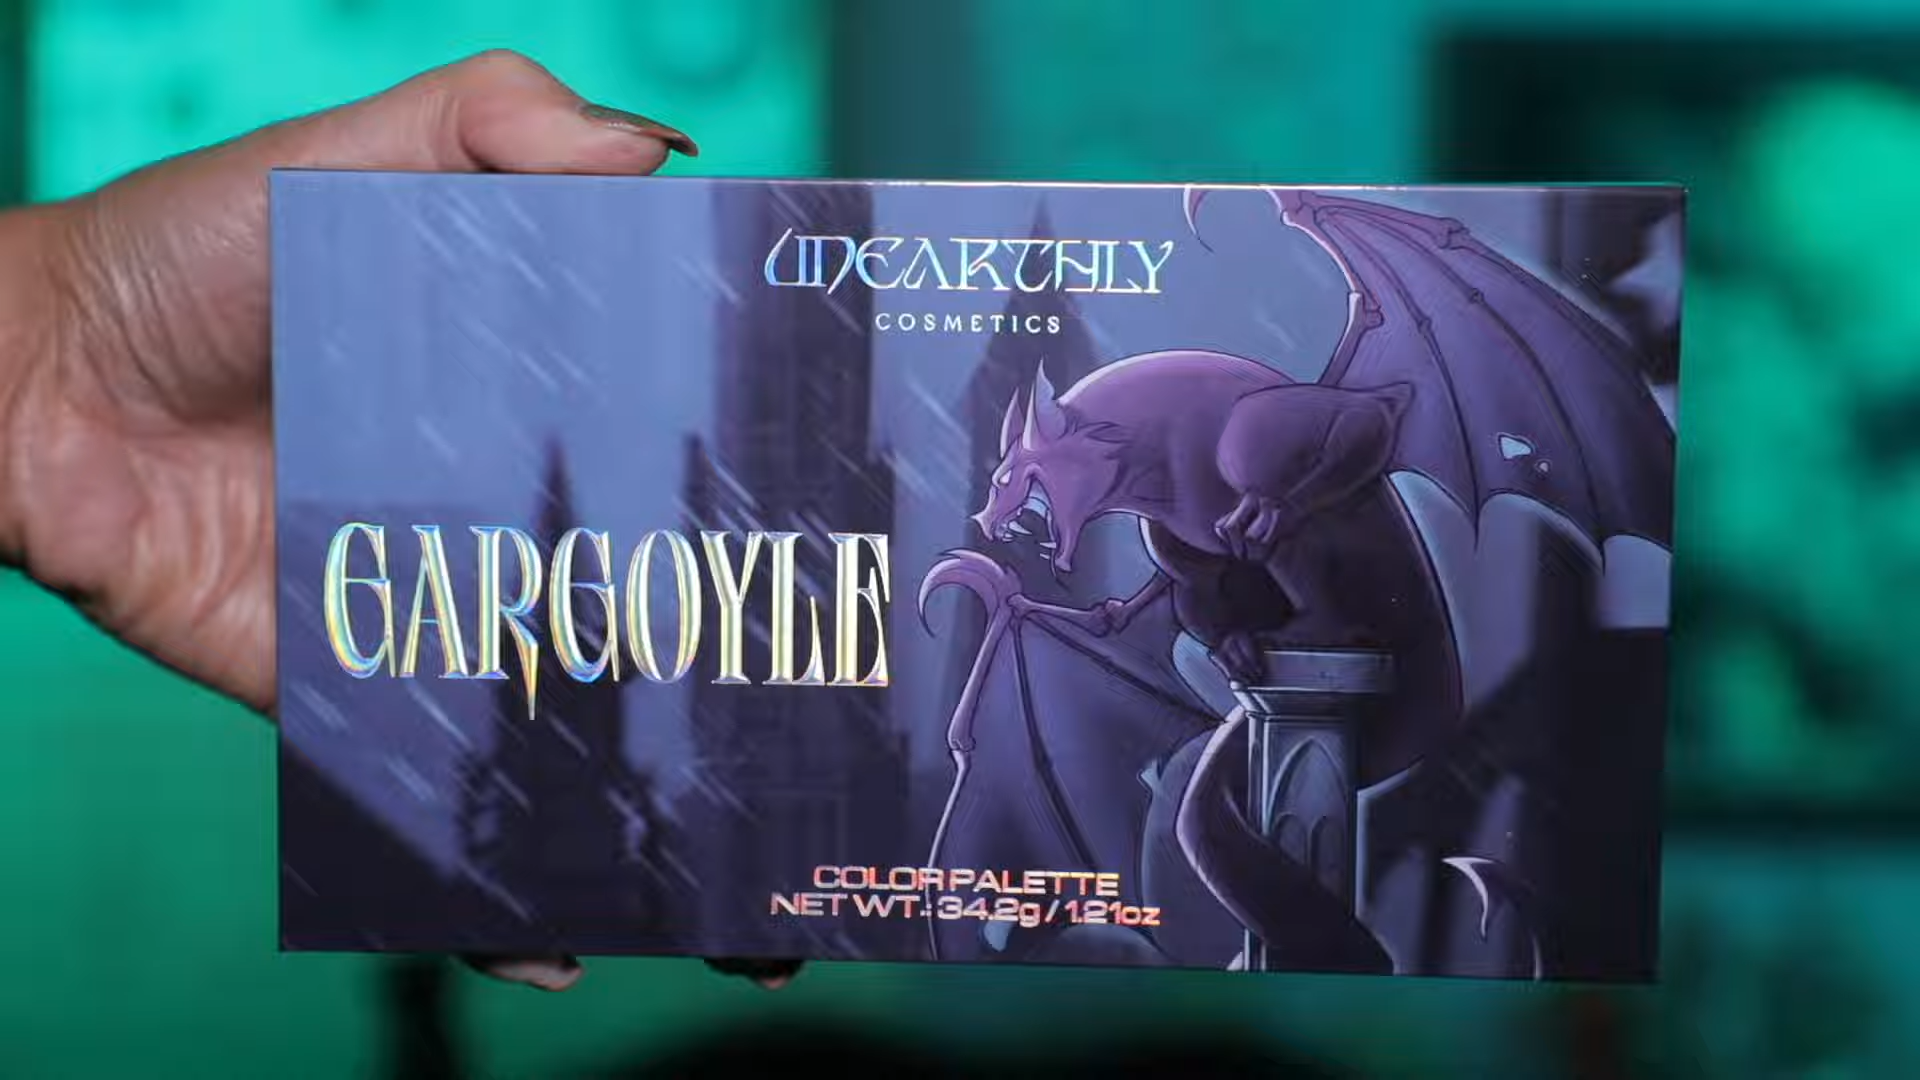 UNEARTHLY
COSMETICS
GARGOYLE
COLOR PALETTE
NET WT.: 34.2g / 1.21oz